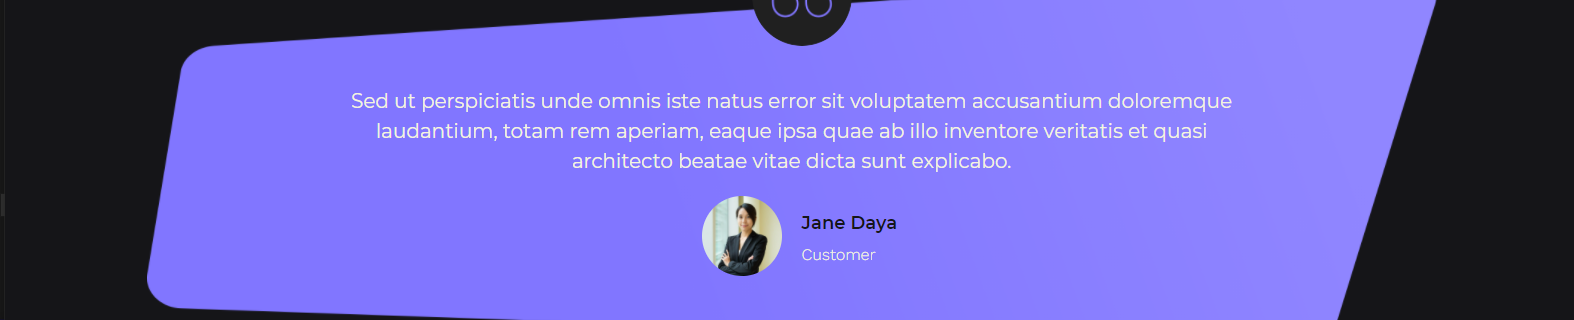 Sed ut perspiciatis unde omnis iste natus error sit voluptatem accusantium doloremque
laudantium, totam rem aperiam, eaque ipsa quae ab illo inventore veritatis et quasi
architecto beatae vitae dicta sunt explicabo.
Jane Daya
Customer